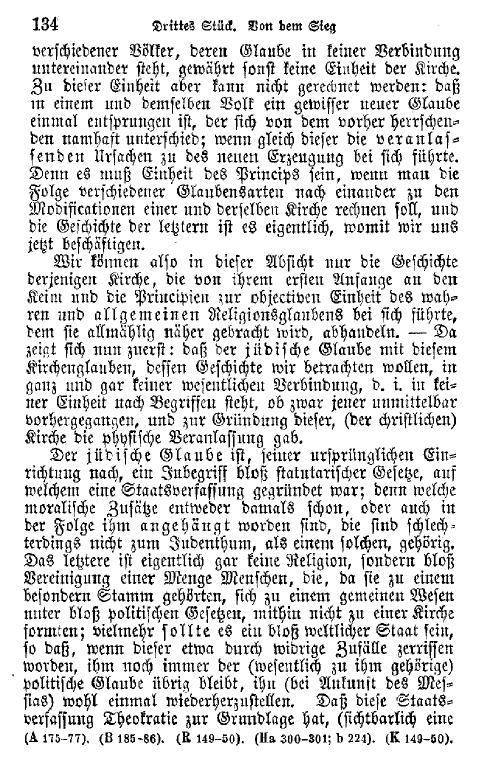 134 Drittes Stück. Von dem Sieg
verschiedener Völker, deren Glaube in keiner Verbindung
untereinander steht, gewährt sonst keine Einheit der Kirche.
Zu dieser Einheit aber kann nicht gerechnet werden: daß
in einem und demselben Volk ein gewisser neuer Glaube
einmal entsprungen ist, der sich von dem vorher herrschen-
den namhaft unterschied; wenn gleich dieser die veranlas-
senden Ursachen zu des neuen Erzeugung bei sich führte.
Denn es muß Einheit des Princips sein, wenn man die
Folge verschiedener Glaubensarten nach einander zu den
Modificationen einer und derselben Kirche rechnen soll, und
die Geschichte der letztern ist es eigentlich, womit wir uns
jetzt beschäftigen.
Wir können also in dieser Absicht nur die Geschichte
derjenigen Kirche, die von ihrem ersten Anfange an den
Keim und die Principien zur objectiven Einheit des wah-
ren und allgemeinen Religionsglaubens bei sich führte,
dem sie allmählig näher gebracht wird, abhandeln. — Da
zeigt sich nun zuerst: daß der jüdische Glaube mit diesem
Kirchenglauben, dessen Geschichte wir betrachten wollen, in
ganz und gar keiner wesentlichen Verbindung, d. i. in kei-
ner Einheit nach Begriffen steht, ob zwar jener unmittelbar
vorhergegangen, und zur Gründung dieser, (der christlichen)
Kirche die physische Veranlassung gab.
Der jüdische Glaube ist, seiner ursprünglichen Ein-
richtung nach, ein Inbegriff bloß statutarischer Gesetze, auf
welchem eine Staatsverfassung gegründet war; denn welche
moralische Zusätze entweder damals schon, oder auch in
der Folge ihm angehängt worden sind, die sind schlech-
terdings nicht zum Judenthum, als einem solchen, gehörig.
Das letztere ist eigentlich gar keine Religion, sondern bloß
Vereinigung einer Menge Menschen, die, da sie zu einem
besondern Stamm gehörten, sich zu einem gemeinen Wesen
unter bloß politischen Gesetzen, mithin nicht zu einer Kirche
formten; vielmehr sollte es ein bloß weltlicher Staat sein,
so daß, wenn dieser etwa durch widrige Zufälle zerrissen
worden, ihm noch immer der (wesentlich zu ihm gehörige)
politische Glaube übrig bleibt, ihn (bei Ankunft des Mes-
sias) wohl einmal wiederherzustellen. Daß diese Staats-
verfassung Theokratie zur Grundlage hat, (sichtbarlich eine
(A 175-77). (B 185-86). (R 149-50). (Ha 300-301; b 224). (K 149-50).